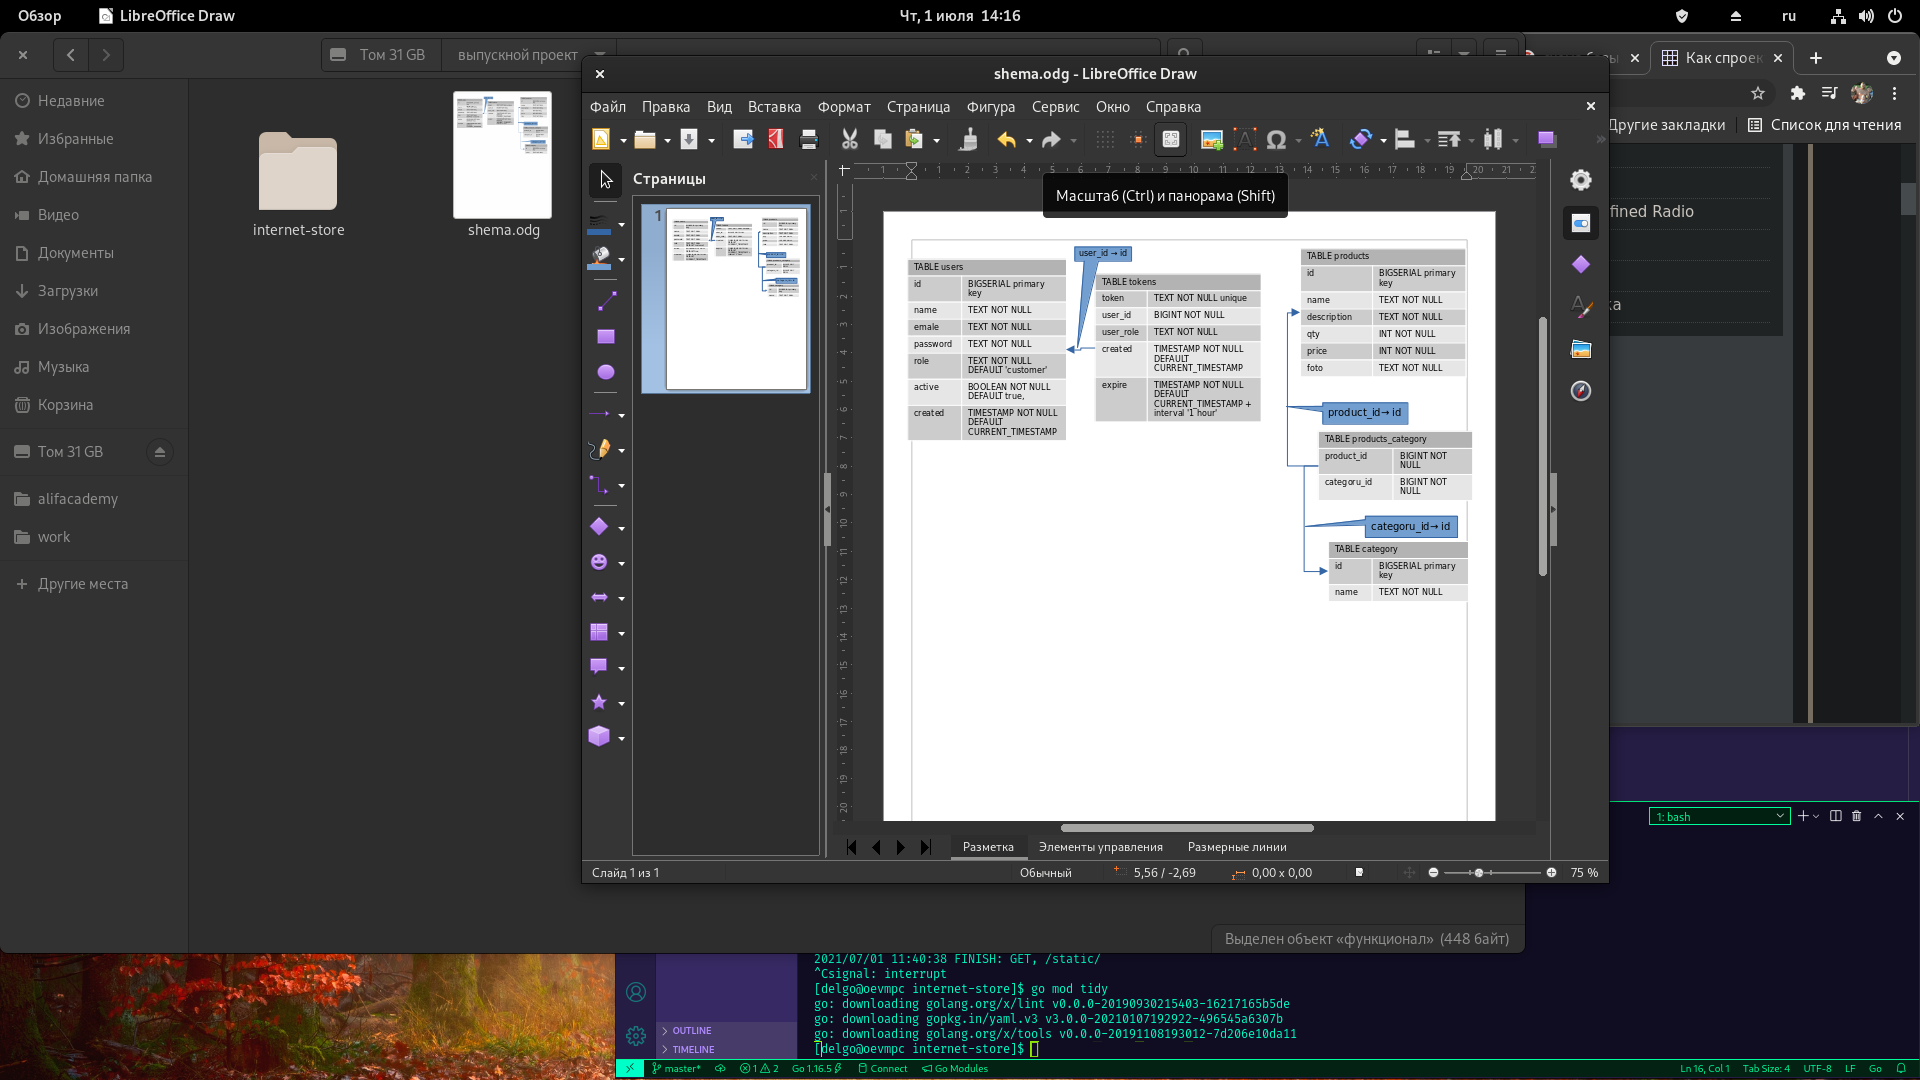 Обзор
LibreOffice Draw
Чт, 1 июля 14:16
ru
Том 31 GB
выпускной проект
Недавние
Избранные
Домашняя папка
Видео
Документы
Загрузки
Изображения
Музыка
Корзина
Том 31 GB
alifacademy
work
Другие места
internet-store
shema.odg
shema.odg - LibreOffice Draw
Файл Правка Вид Вставка Формат Страница Фигура Сервис Окно Справка
Страницы
1
Масштаб (Ctrl) и панорама (Shift)
TABLE users
id BIGSERIAL primary key
name TEXT NOT NULL
emale TEXT NOT NULL
password TEXT NOT NULL
role TEXT NOT NULL DEFAULT 'customer'
active BOOLEAN NOT NULL DEFAULT true,
created TIMESTAMP NOT NULL DEFAULT CURRENT_TIMESTAMP
user_id → id
TABLE tokens
token TEXT NOT NULL unique
user_id BIGINT NOT NULL
user_role TEXT NOT NULL
created TIMESTAMP NOT NULL DEFAULT CURRENT_TIMESTAMP
expire TIMESTAMP NOT NULL DEFAULT CURRENT_TIMESTAMP + interval '1 hour'
TABLE products
id BIGSERIAL primary key
name TEXT NOT NULL
description TEXT NOT NULL
qty INT NOT NULL
price INT NOT NULL
foto TEXT NOT NULL
product_id→ id
TABLE products_category
product_id BIGINT NOT NULL
categoru_id BIGINT NOT NULL
categoru_id→ id
TABLE category
id BIGSERIAL primary key
name TEXT NOT NULL
Разметка Элементы управления Размерные линии
Слайд 1 из 1
Обычный
5,56 / -2,69
0,00 x 0,00
75 %
Как спроек
Другие закладки
Список для чтения
fined Radio
ка
Выделен объект «функционал» (448 байт)
1: bash
2021/07/01 11:40:38 FINISH: GET, /static/
^Csignal: interrupt
[delgo@oevmpc internet-store]$ go mod tidy
go: downloading golang.org/x/lint v0.0.0-20190930215403-16217165b5de
go: downloading gopkg.in/yaml.v3 v3.0.0-20210107192922-496545a6307b
go: downloading golang.org/x/tools v0.0.0-20191108193012-7d206e10da11
[delgo@oevmpc internet-store]$
OUTLINE
TIMELINE
master*
1 2
Go 1.16.5
Connect
Go Modules
Ln 16, Col 1
Tab Size: 4
UTF-8
LF
Go